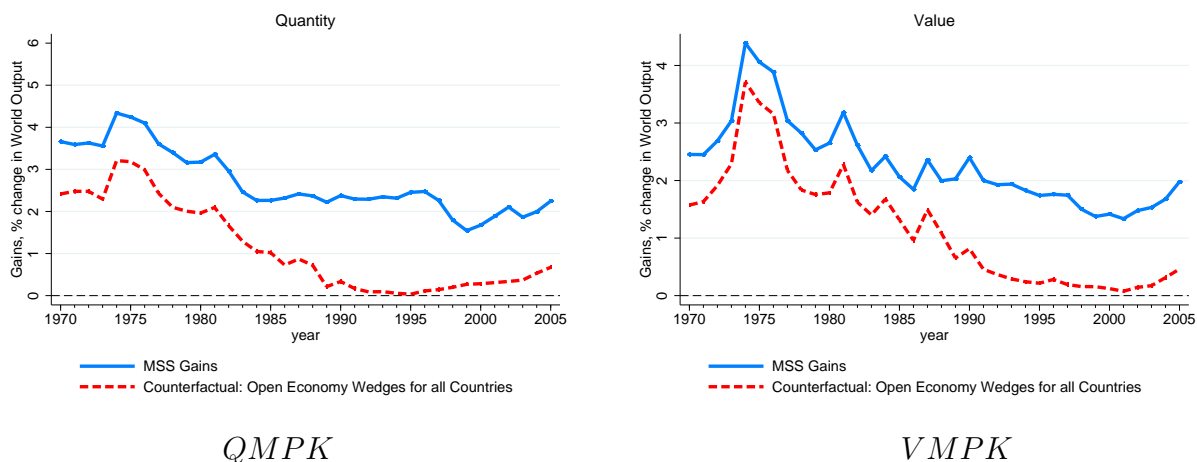 Quantity
Gains, % change in World Output
6
5
4
3
2
1
0
1970 1975 1980 1985 1990 1995 2000 2005
year
MSS Gains
Counterfactual: Open Economy Wedges for all Countries
QMPK
Value
Gains, % change in World Output
4
3
2
1
0
1970 1975 1980 1985 1990 1995 2000 2005
year
MSS Gains
Counterfactual: Open Economy Wedges for all Countries
VMPK